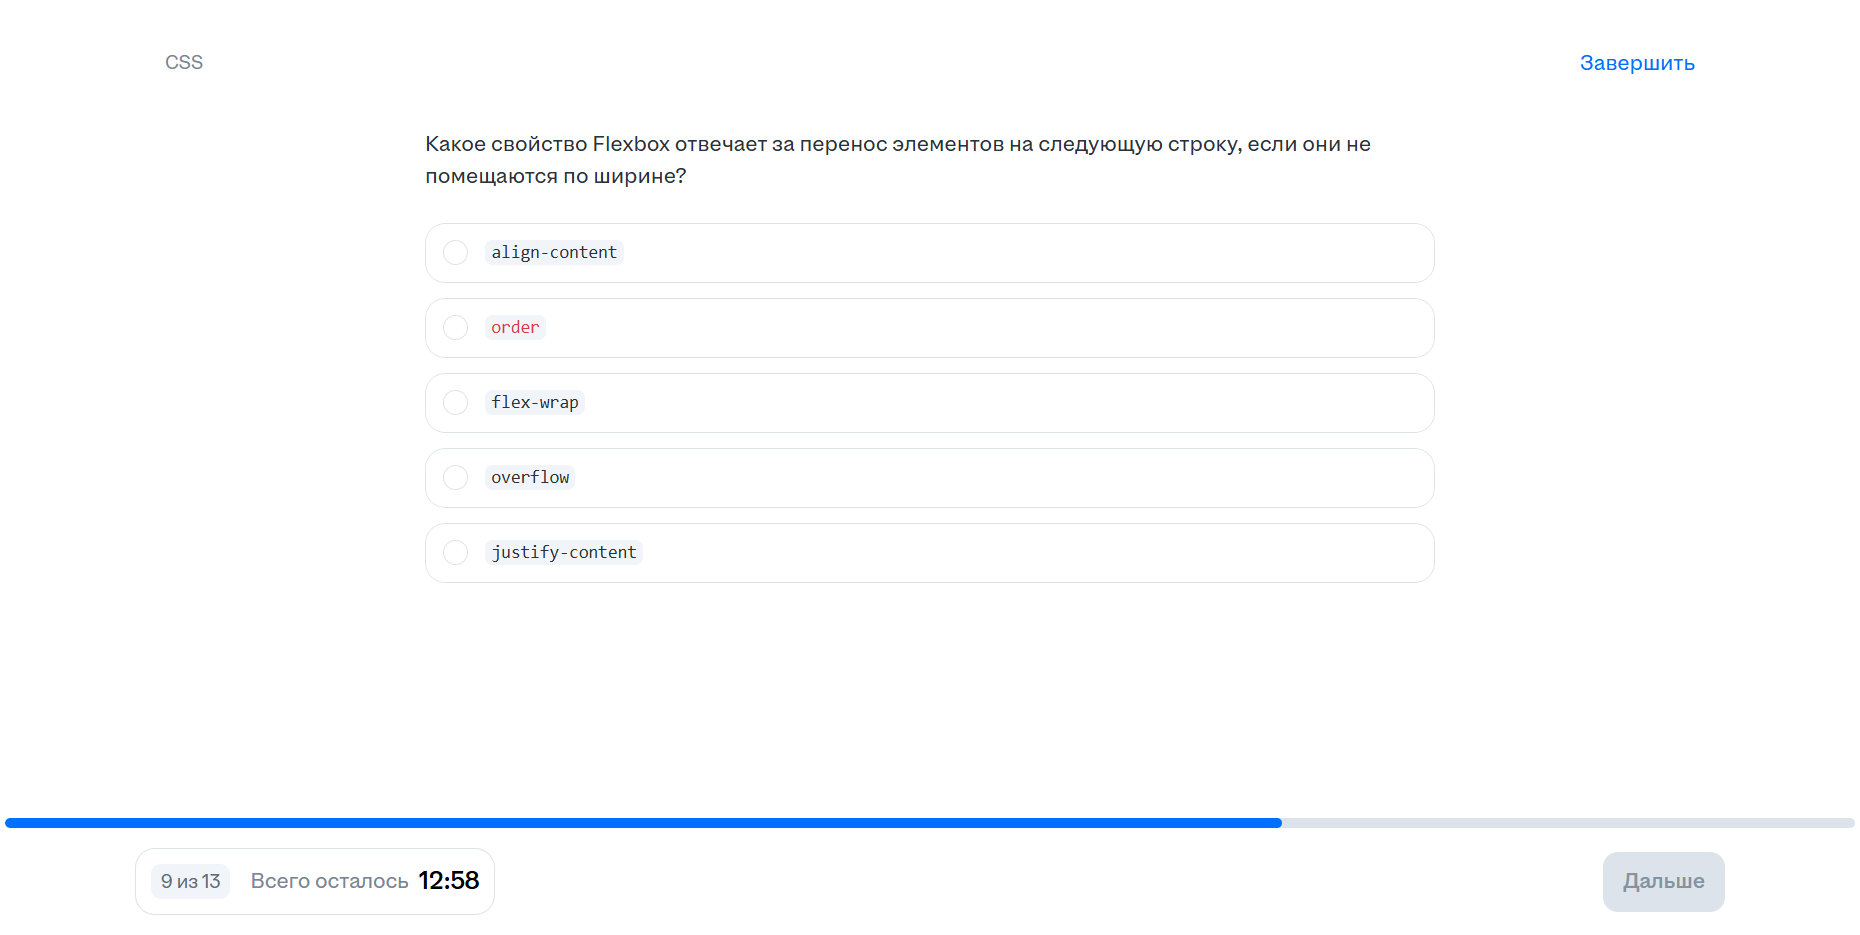 CSS
Завершить
Какое свойство Flexbox отвечает за перенос элементов на следующую строку, если они не
помещаются по ширине?
align-content
order
flex-wrap
overflow
justify-content
9 из 13 Всего осталось 12:58
Дальше